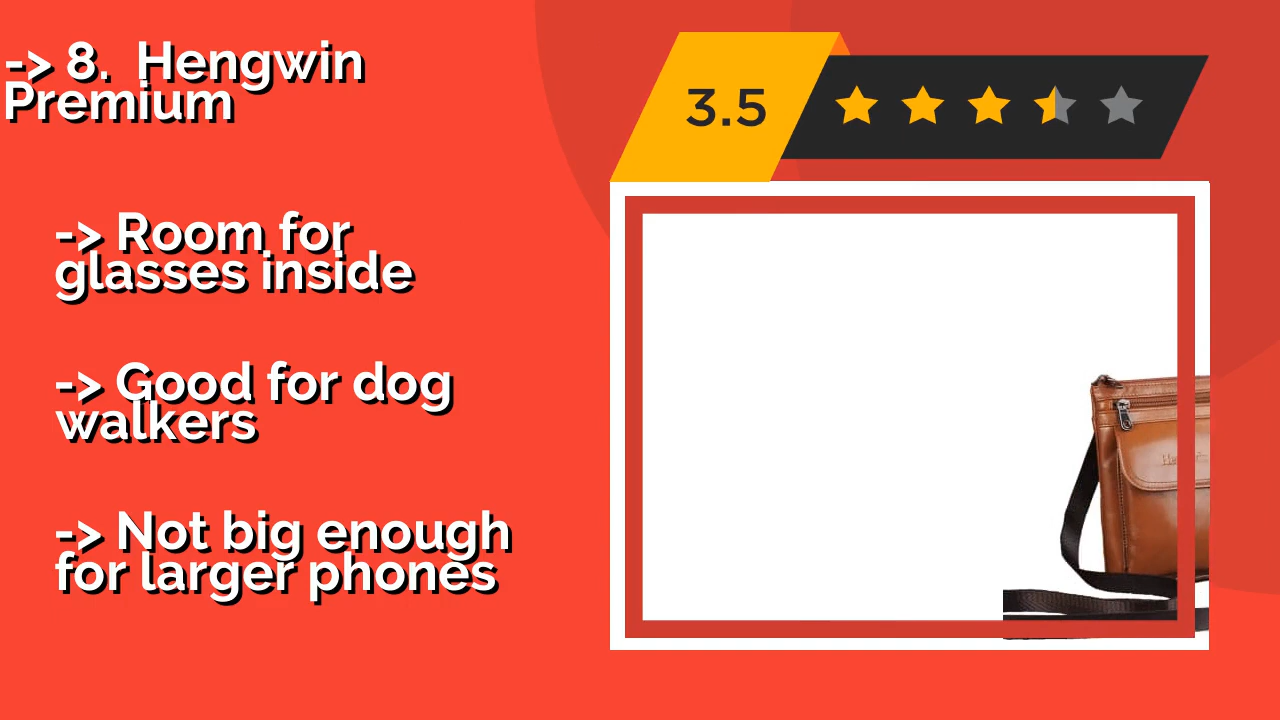 -> 8.  Hengwin
Premium
3.5
-> Room for
glasses inside
-> Good for dog
walkers
-> Not big enough
for larger phones